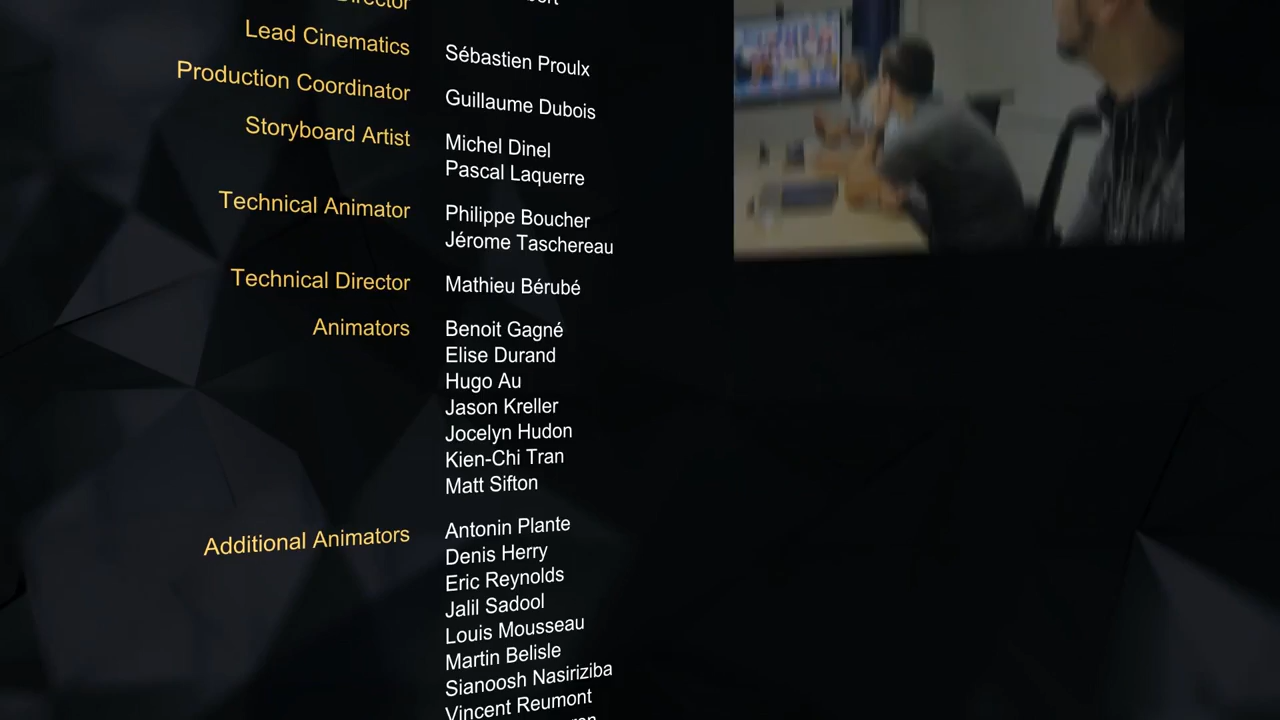 Director
Lead Cinematics Sébastien Proulx
Production Coordinator Guillaume Dubois
Storyboard Artist Michel Dinel
Pascal Laquerre
Technical Animator Philippe Boucher
Jérome Taschereau
Technical Director Mathieu Bérubé
Animators Benoit Gagné
Elise Durand
Hugo Au
Jason Kreller
Jocelyn Hudon
Kien-Chi Tran
Matt Sifton
Additional Animators Antonin Plante
Denis Herry
Eric Reynolds
Jalil Sadool
Louis Mousseau
Martin Belisle
Sianoosh Nasiriziba
Vincent Reumont